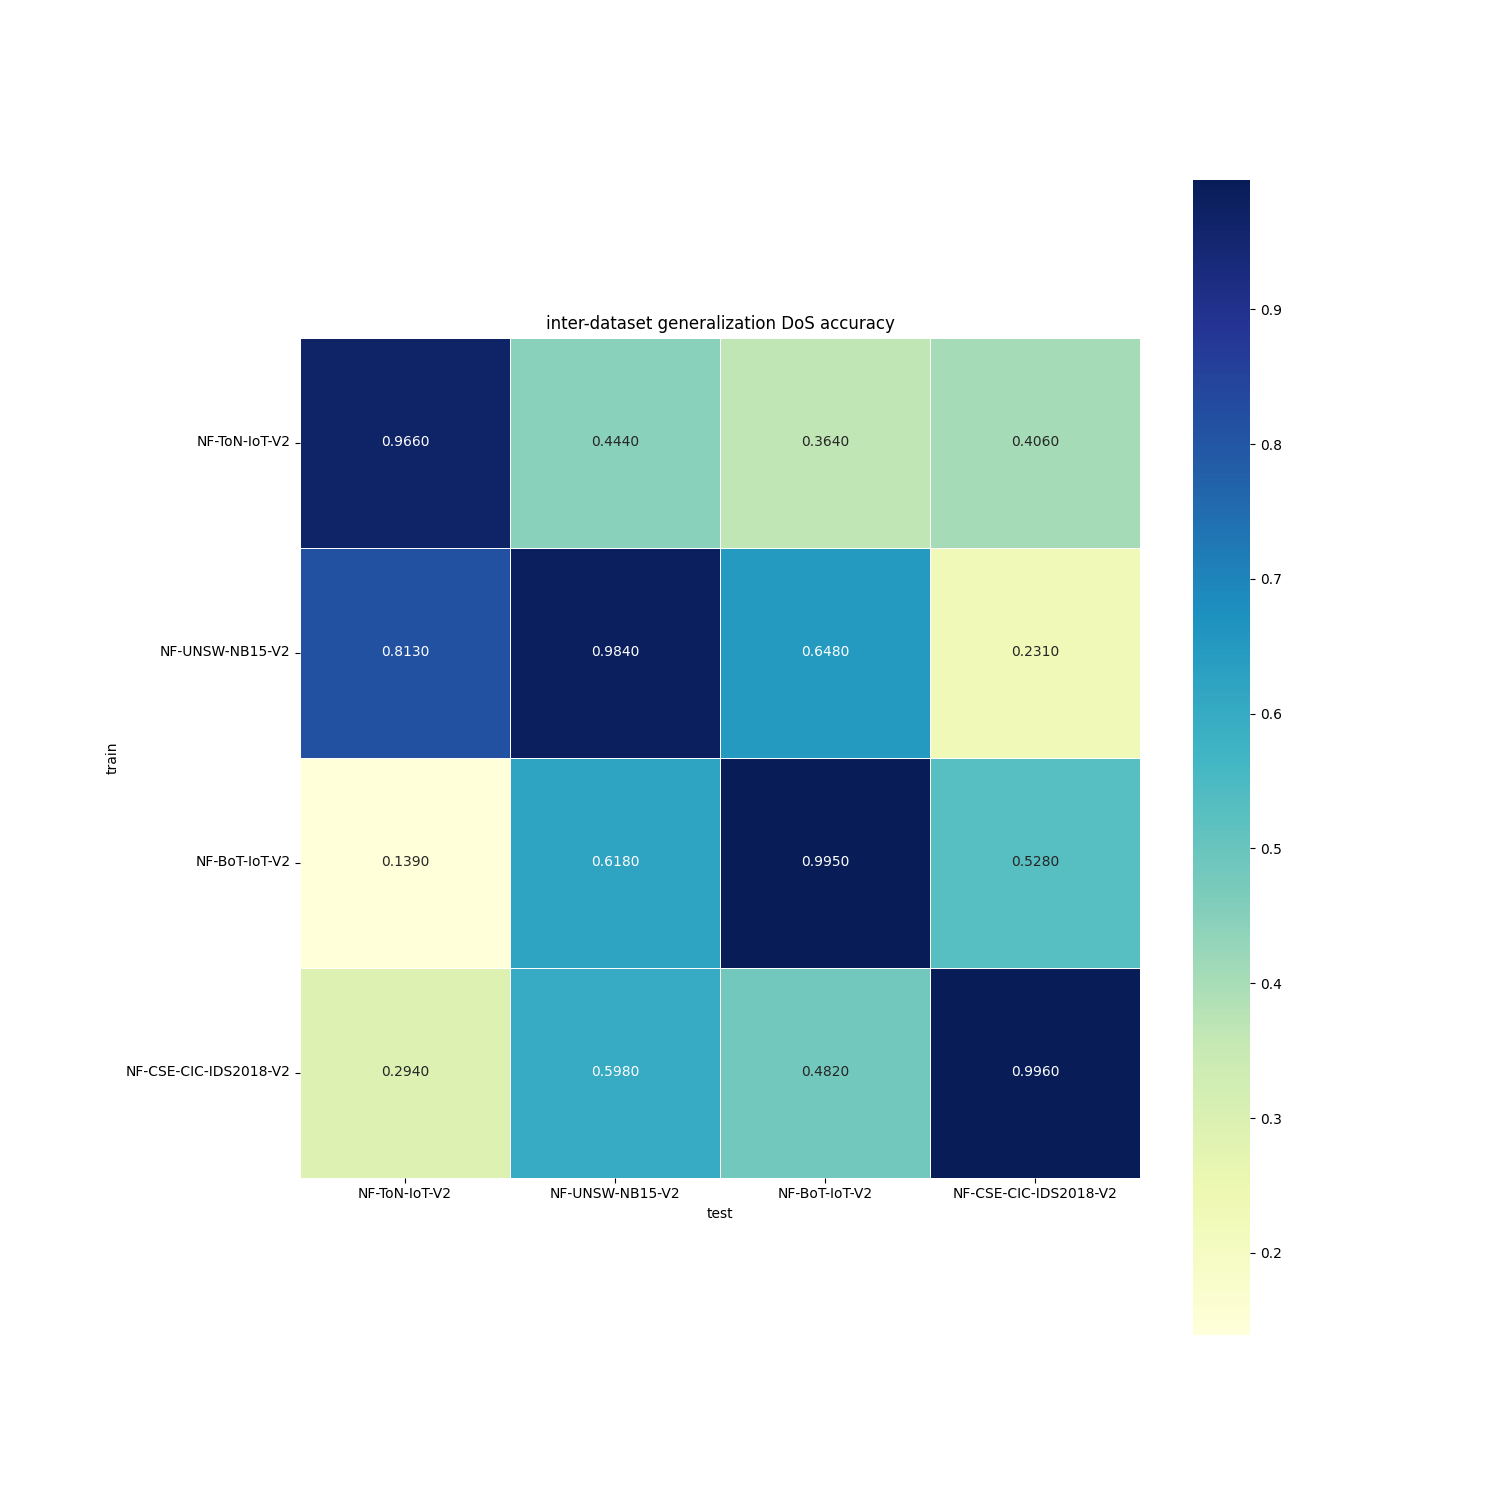 inter-dataset generalization DoS accuracy
train
NF-ToN-IoT-V2
0.9660 0.4440 0.3640 0.4060
NF-UNSW-NB15-V2
0.8130 0.9840 0.6480 0.2310
NF-BoT-IoT-V2
0.1390 0.6180 0.9950 0.5280
NF-CSE-CIC-IDS2018-V2
0.2940 0.5980 0.4820 0.9960
NF-ToN-IoT-V2 NF-UNSW-NB15-V2 NF-BoT-IoT-V2 NF-CSE-CIC-IDS2018-V2
test
0.9
0.8
0.7
0.6
0.5
0.4
0.3
0.2